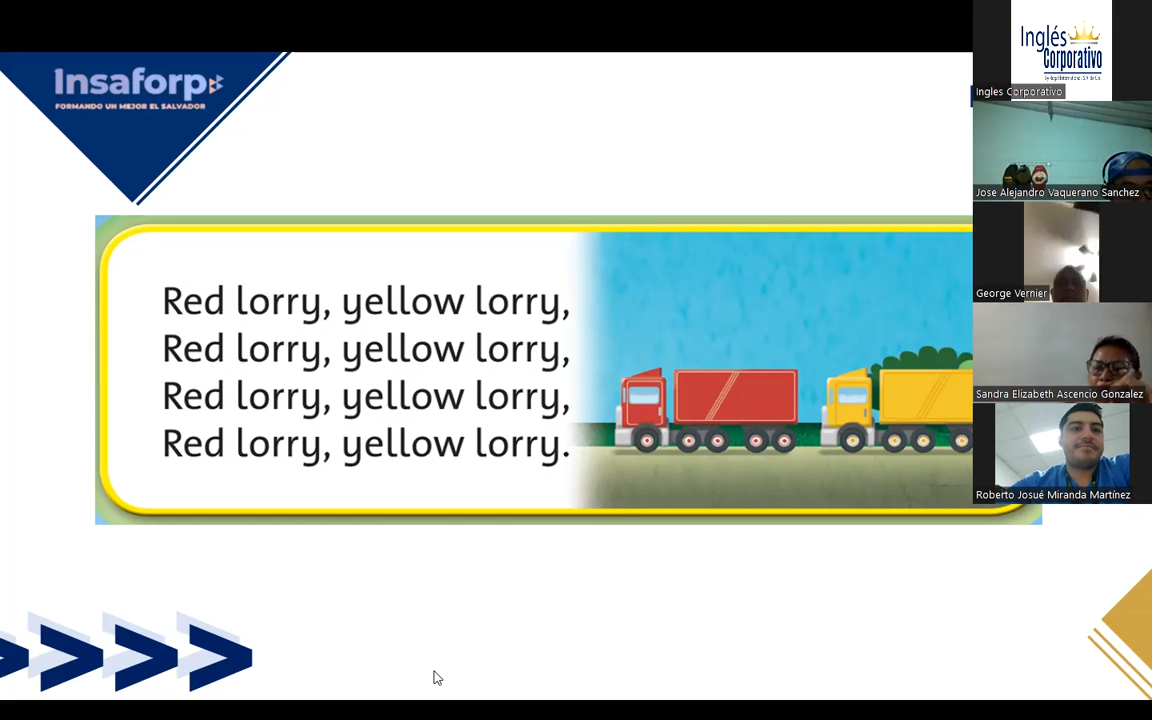 Insaforp
FORMANDO UN MEJOR EL SALVADOR
Red lorry, yellow lorry,
Red lorry, yellow lorry,
Red lorry, yellow lorry,
Red lorry, yellow lorry.
Inglés
Corporativo
Ingles Corporativo
Jose Alejandro Vaquerano Sanchez
George Vernier
Sandra Elizabeth Ascencio Gonzalez
Roberto Josué Miranda Martínez